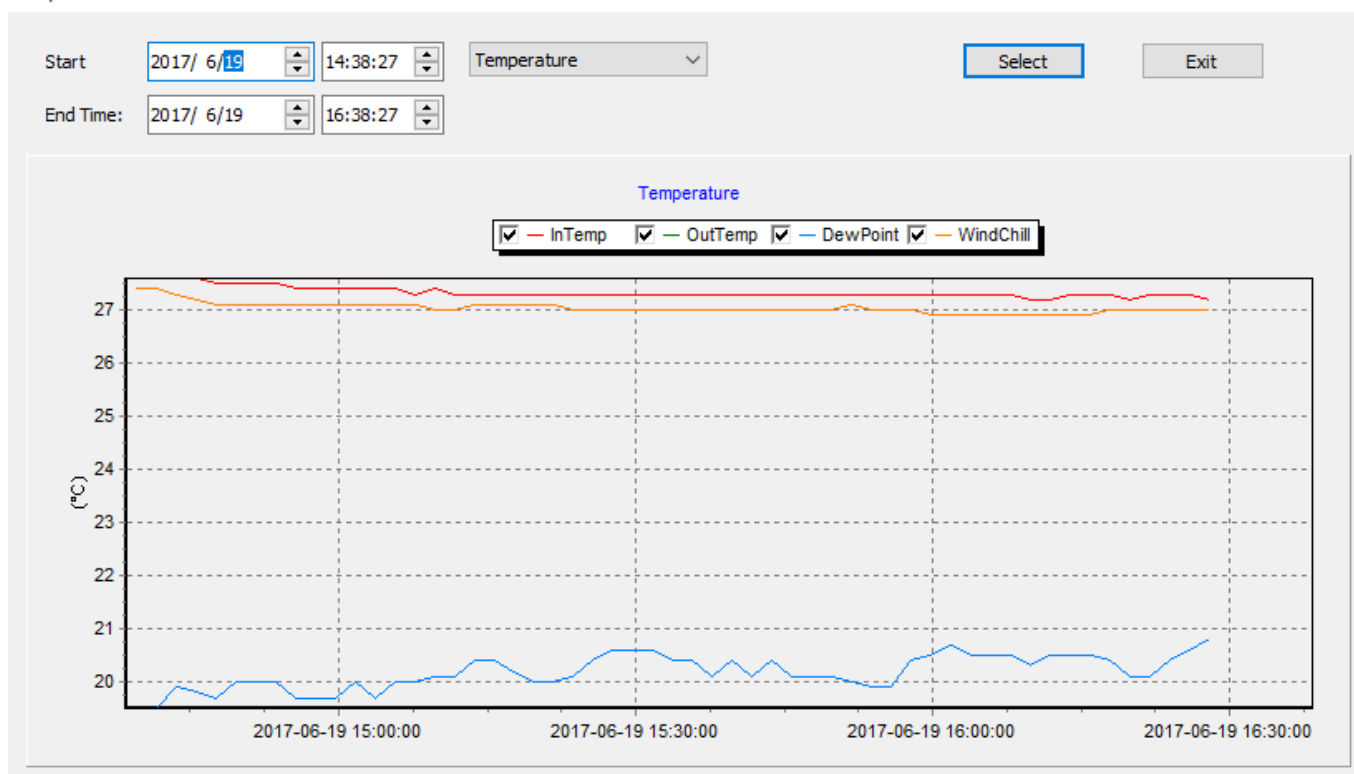 Start 2017/ 6/19 14:38:27 Temperature Select Exit
End Time: 2017/ 6/19 16:38:27
Temperature
InTemp OutTemp DewPoint WindChill
27
26
25
24
(°C)
23
22
21
20
2017-06-19 15:00:00 2017-06-19 15:30:00 2017-06-19 16:00:00 2017-06-19 16:30:00